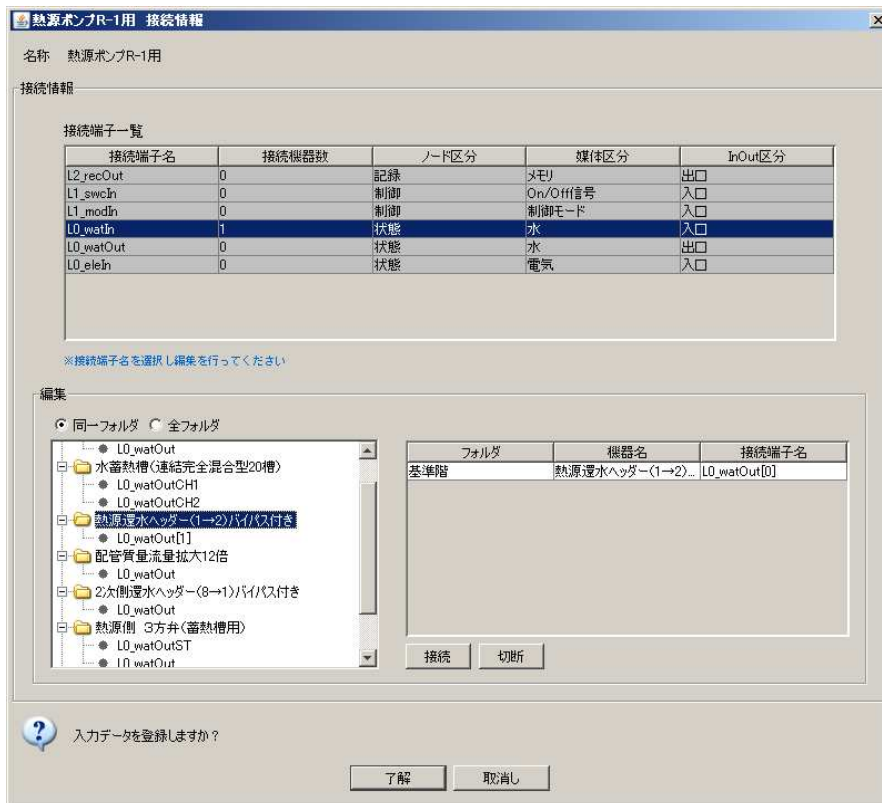 熱源ポンプR-1用 接続情報
名称 熱源ポンプR-1用
接続情報
接続端子一覧
接続端子名 接続機器数 ノード区分 媒体区分 InOut区分
L2_recOut 0 記録 メモリ 出口
L1_swcIn 0 制御 On/Off信号 入口
L1_modIn 0 制御 制御モード 入口
L0_watIn 1 状態 水 入口
L0_watOut 0 状態 水 出口
L0_eleIn 0 状態 電気 入口
※接続端子名を選択し編集を行ってください
編集
同一フォルダ 全フォルダ
L0_watOut
水蓄熱槽(連結完全混合型20槽)
L0_watOutCH1
L0_watOutCH2
熱源還水ヘッダー(1→2)バイパス付き
L0_watOut[1]
配管質量流量拡大12倍
L0_watOut
2次側還水ヘッダー(8→1)バイパス付き
L0_watOut
熱源側 3方弁(蓄熱槽用)
L0_watOutST
L0_watOut
フォルダ 機器名 接続端子名
基準階 熱源還水ヘッダー(1→2)... L0_watOut[0]
接続 切断
入力データを登録しますか?
了解 取消し